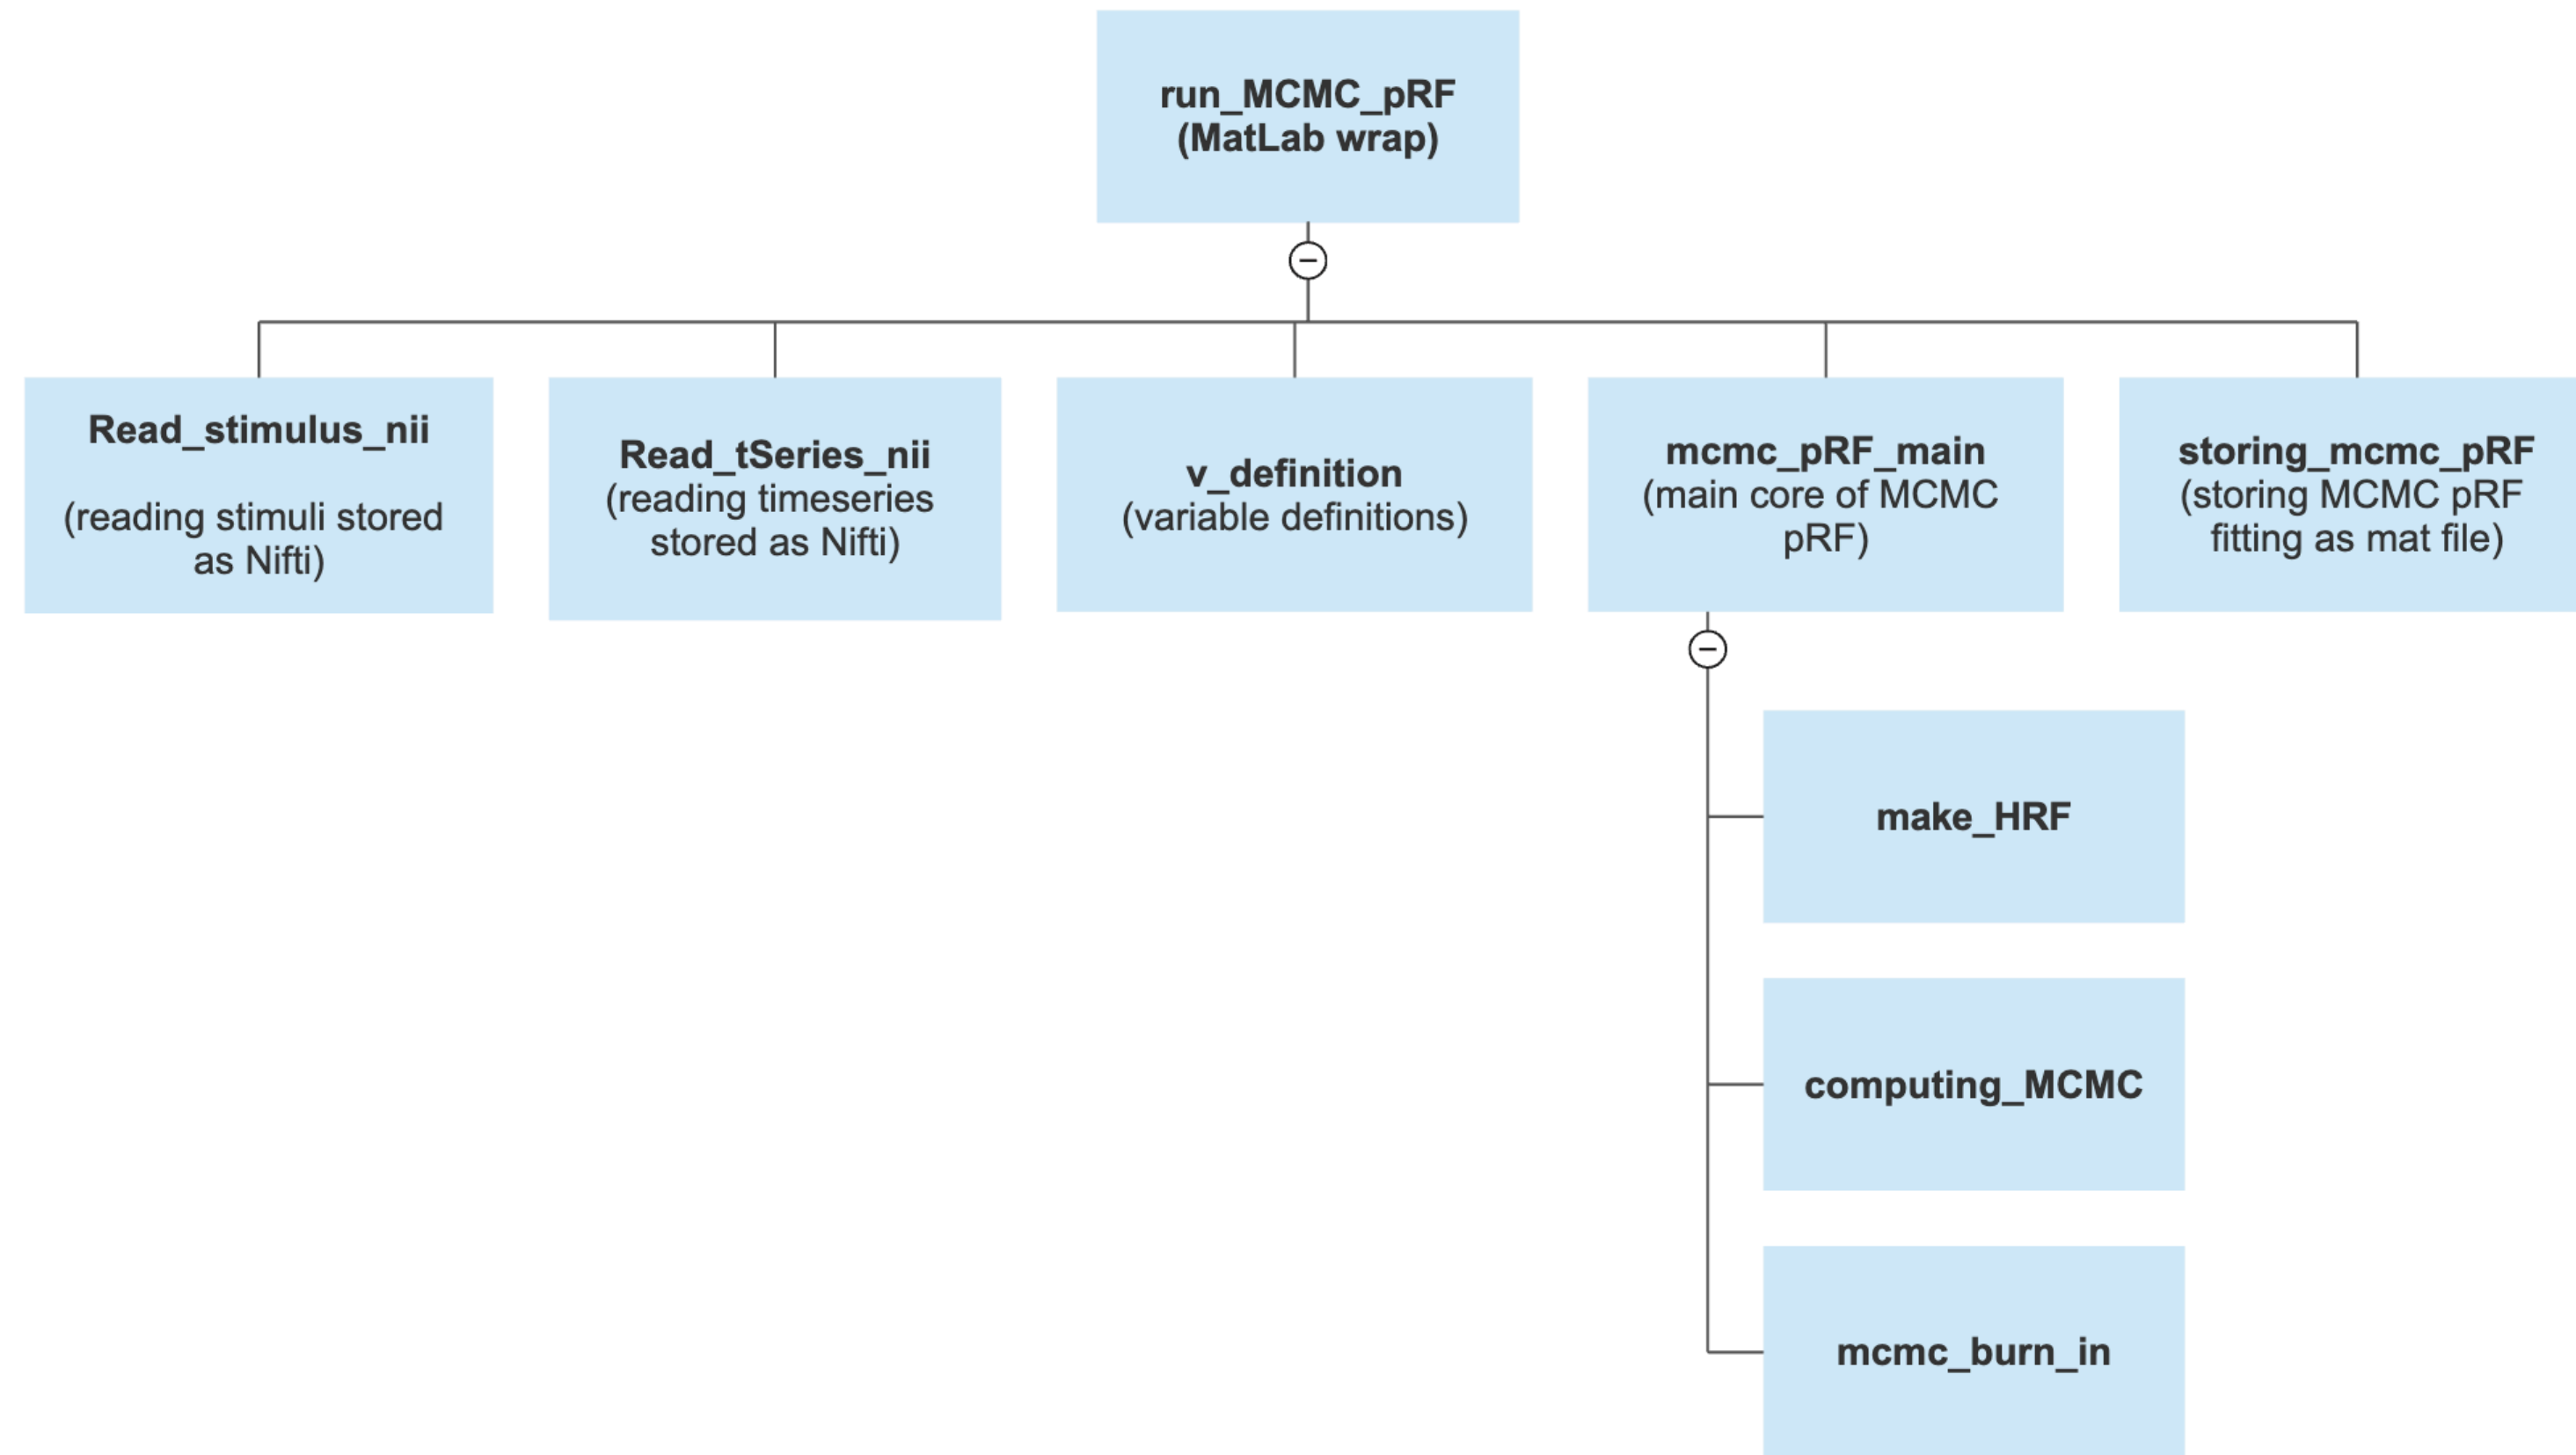 run_MCMC_pRF
(MatLab wrap)
Read_stimulus_nii
(reading stimuli stored
as Nifti)
Read_tSeries_nii
(reading timeseries
stored as Nifti)
v_definition
(variable definitions)
mcmc_pRF_main
(main core of MCMC
pRF)
storing_mcmc_pRF
(storing MCMC pRF
fitting as mat file)
make_HRF
computing_MCMC
mcmc_burn_in